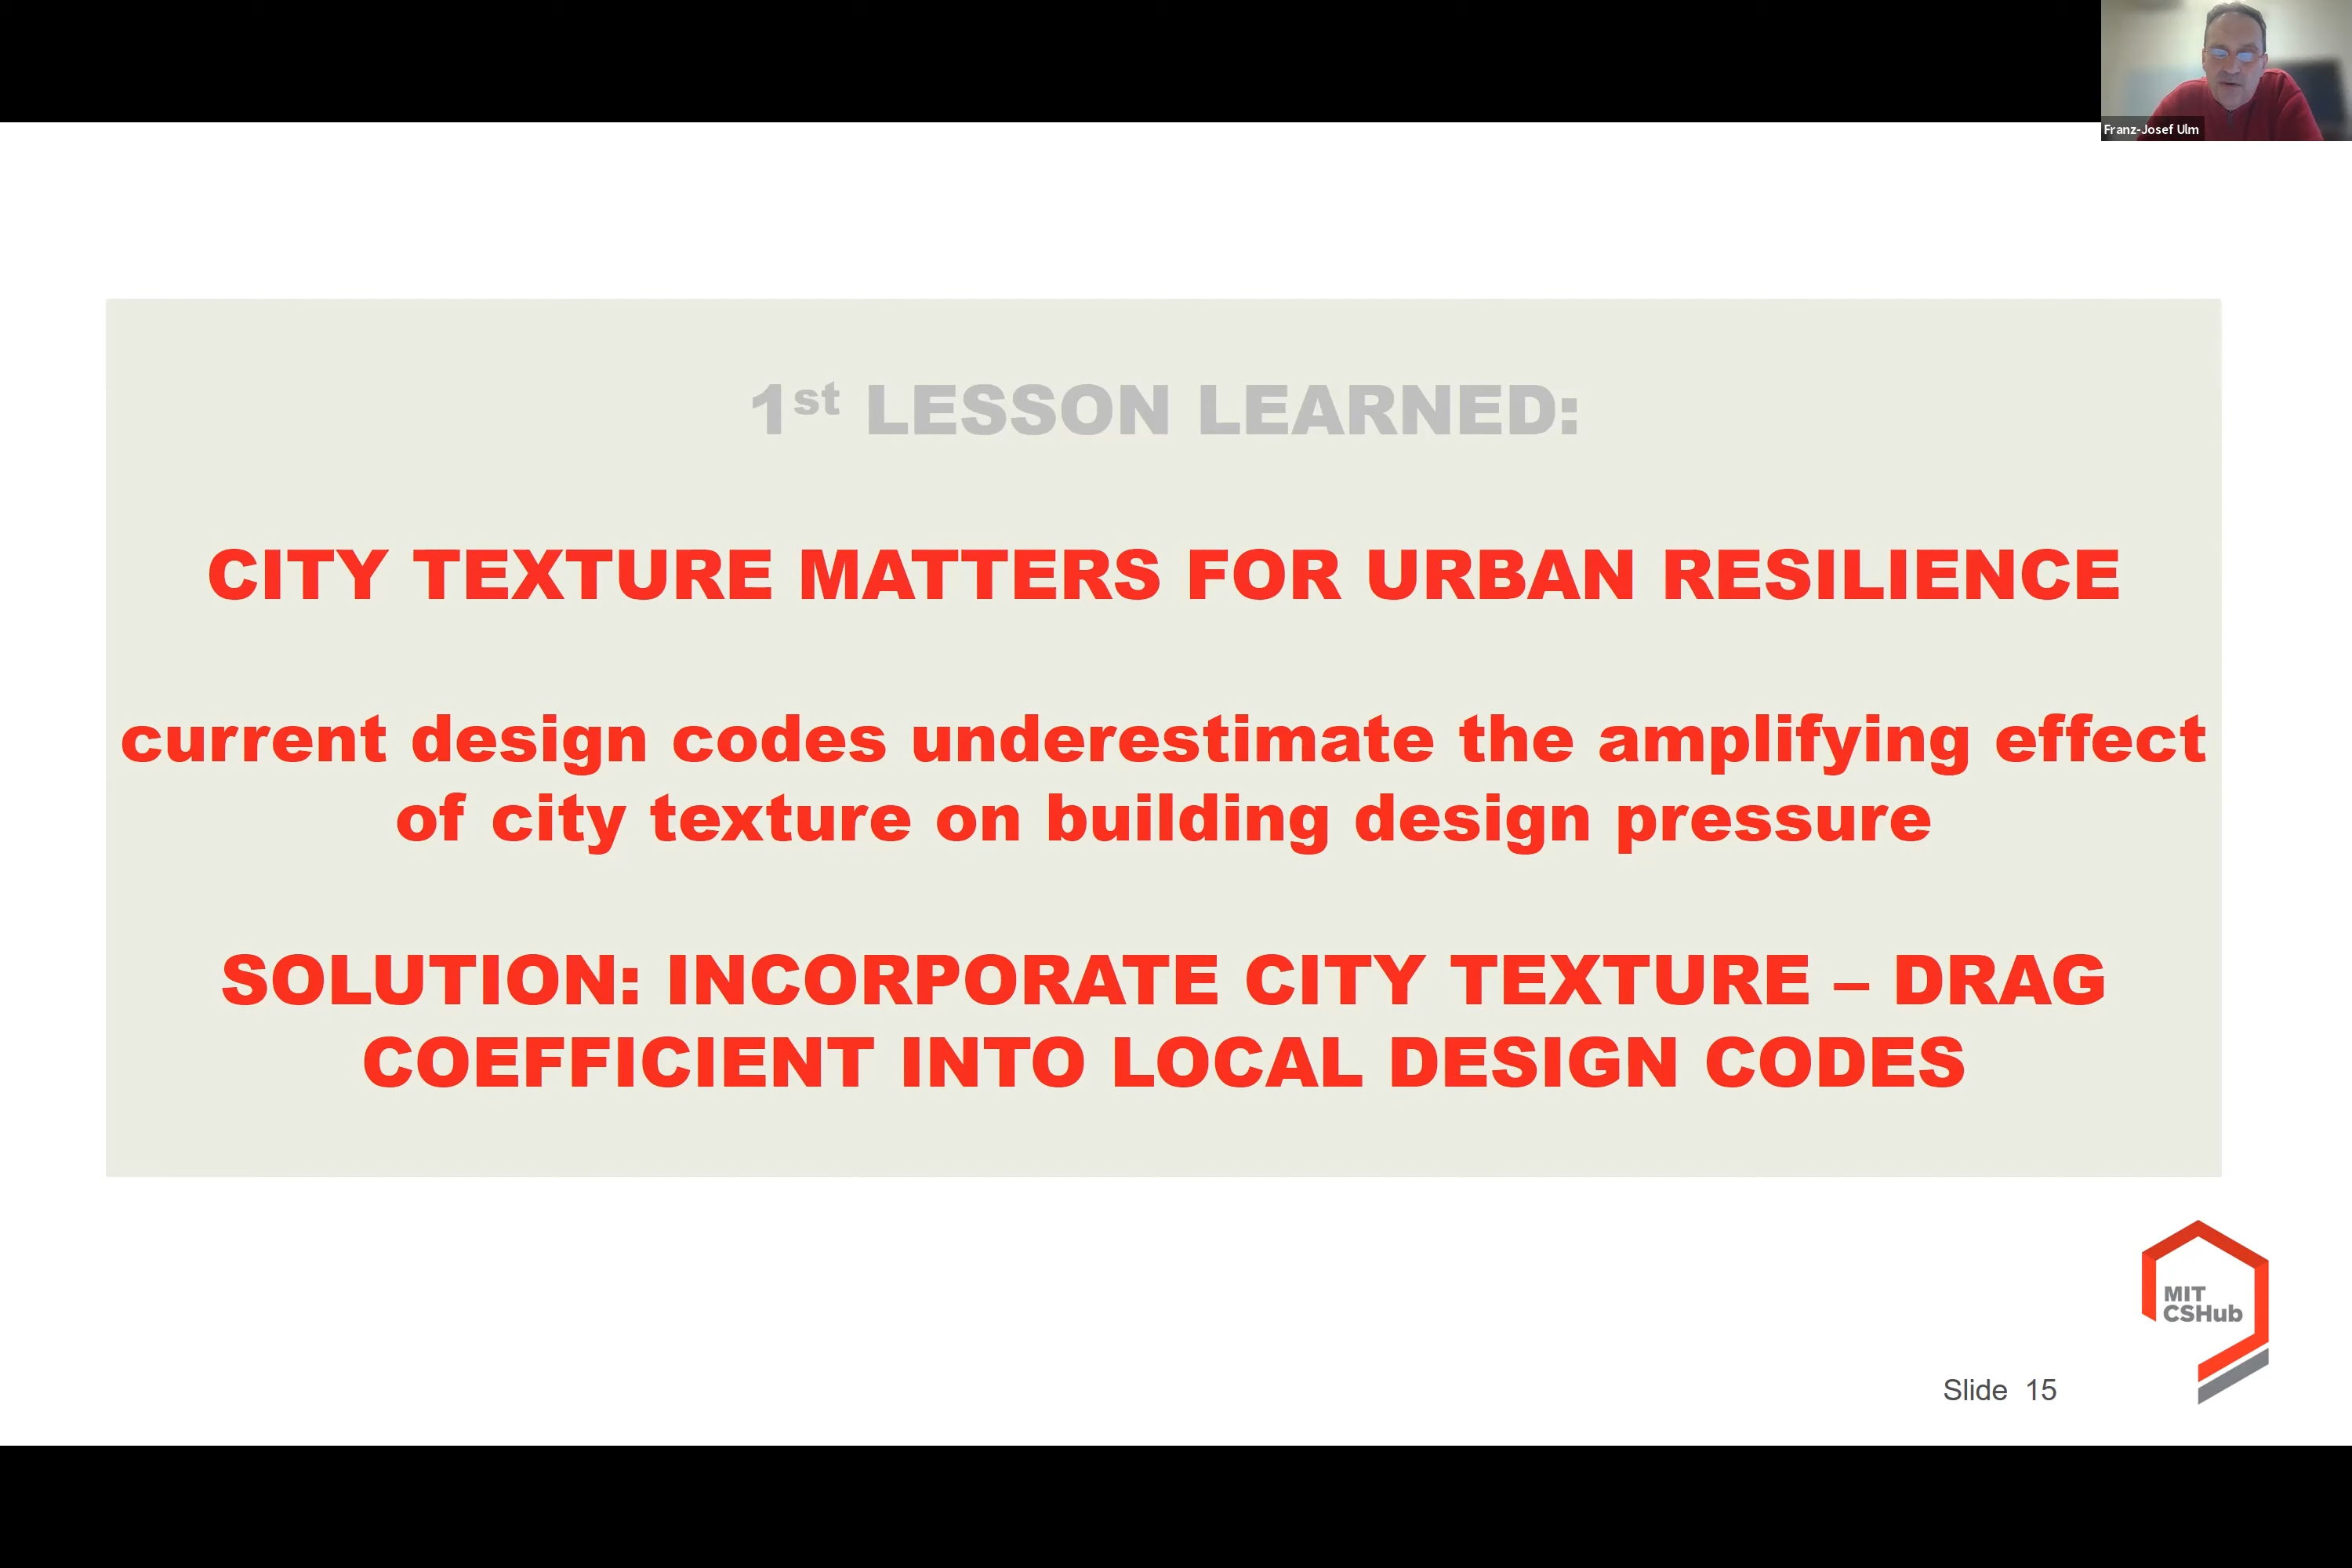 Franz-Josef Ulm
1st LESSON LEARNED:
CITY TEXTURE MATTERS FOR URBAN RESILIENCE
current design codes underestimate the amplifying effect
of city texture on building design pressure
SOLUTION: INCORPORATE CITY TEXTURE – DRAG
COEFFICIENT INTO LOCAL DESIGN CODES
MIT
CSHub
Slide 15